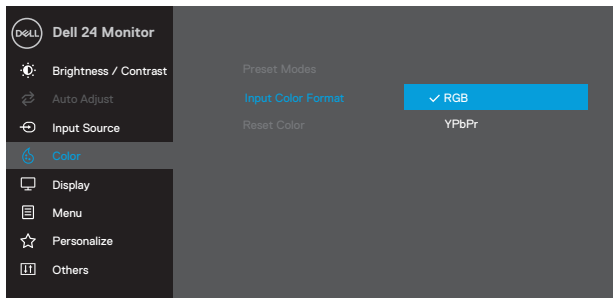 DELL Dell 24 Monitor
Brightness / Contrast
Auto Adjust
Input Source
Color
Display
Menu
Personalize
Others
Preset Modes
Input Color Format
Reset Color
RGB
YPbPr